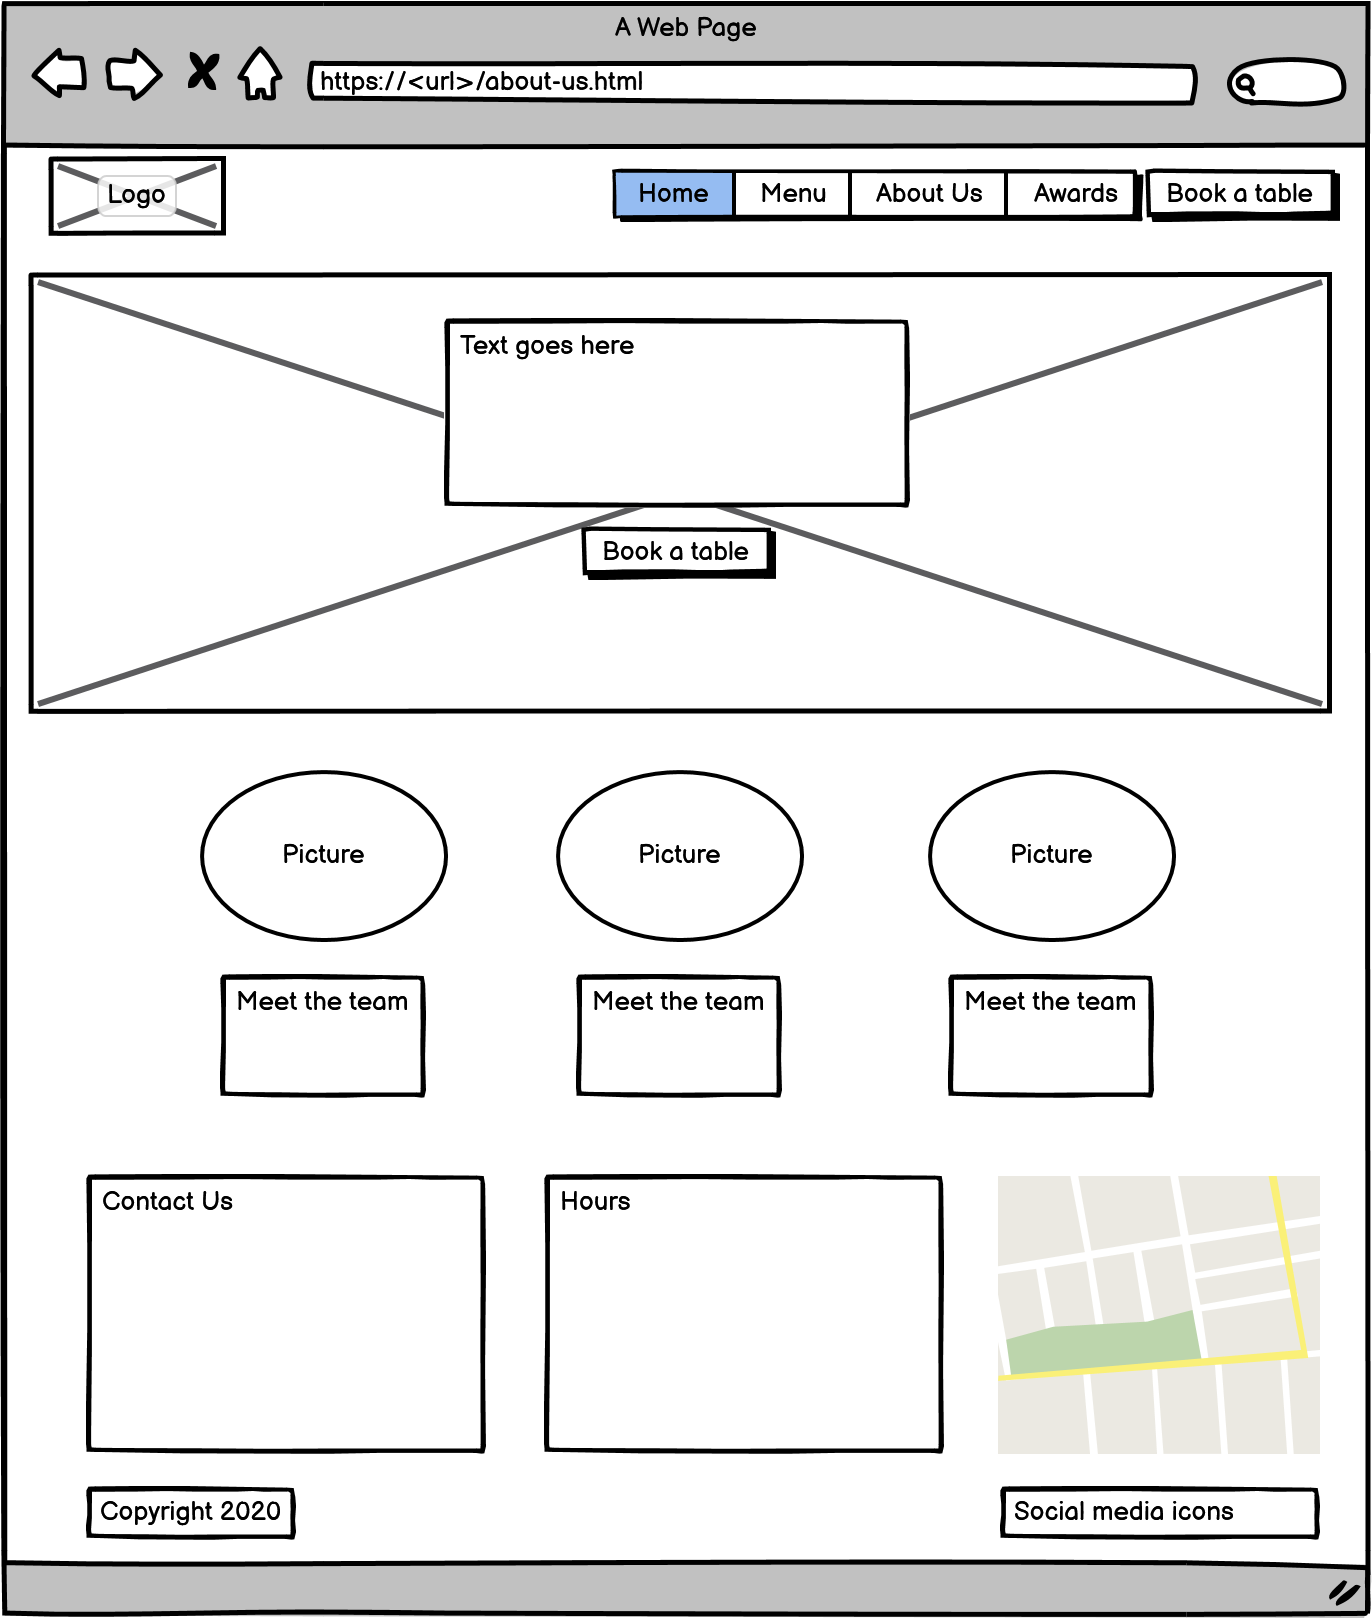 A Web Page
https://<url>/about-us.html
Logo
Home Menu About Us Awards Book a table
Text goes here
Book a table
Picture Picture Picture
Meet the team Meet the team Meet the team
Contact Us Hours
Copyright 2020 Social media icons